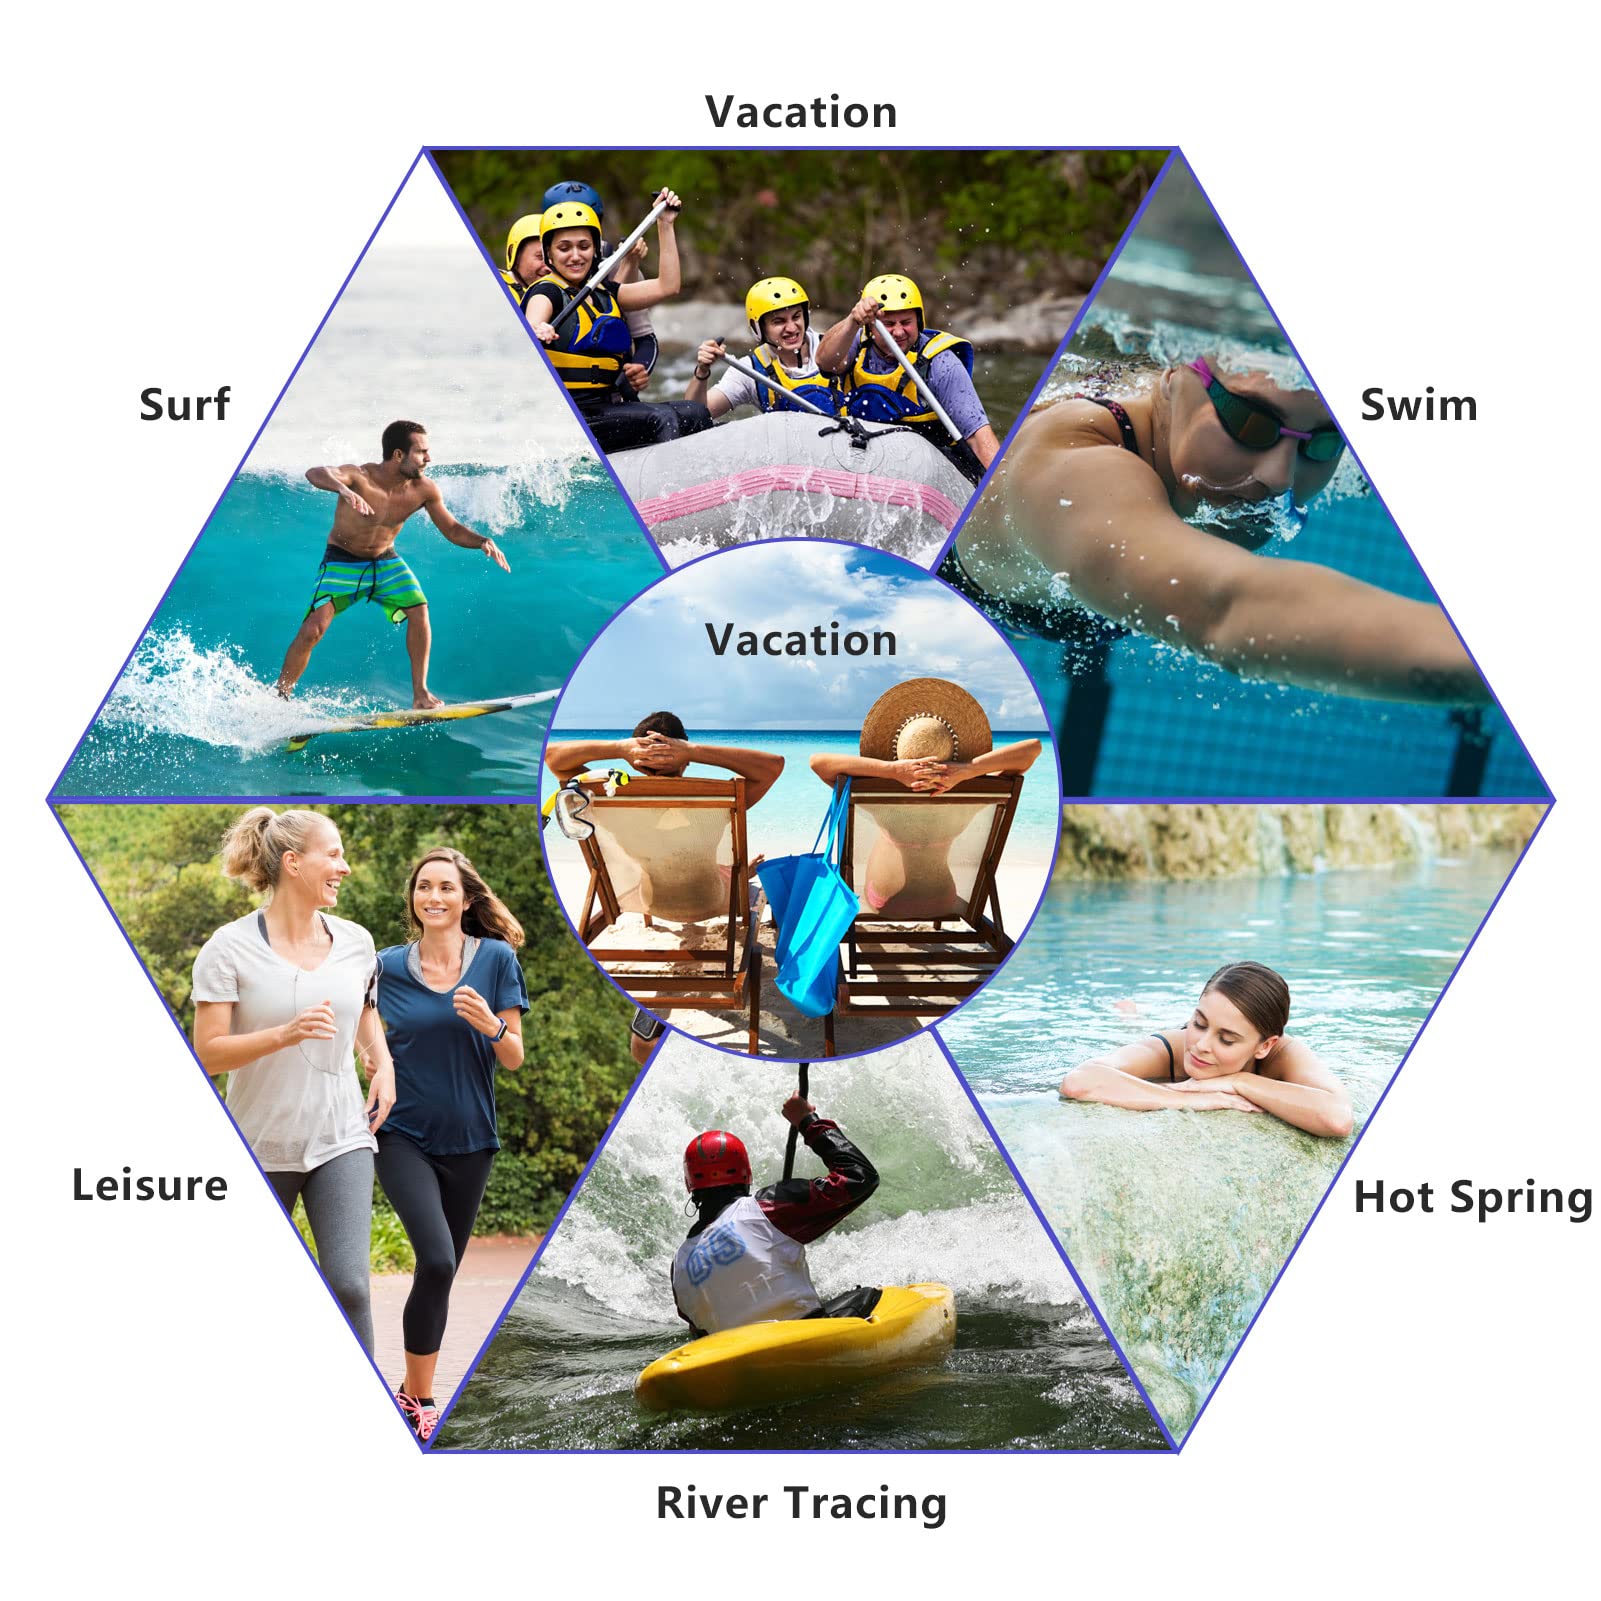 Vacation
Surf
Swim
Vacation
Leisure
Hot Spring
River Tracing